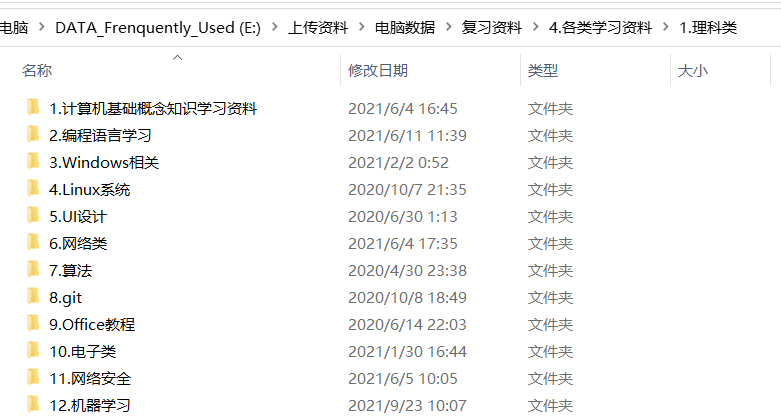 电脑 > DATA_Frenquently_Used (E:) > 上传资料 > 电脑数据 > 复习资料 > 4.各类学习资料 > 1.理科类
名称 修改日期 类型 大小
1.计算机基础概念知识学习资料 2021/6/4 16:45 文件夹
2.编程语言学习 2021/6/11 11:39 文件夹
3.Windows相关 2021/2/2 0:52 文件夹
4.Linux系统 2020/10/7 21:35 文件夹
5.UI设计 2020/6/30 1:13 文件夹
6.网络类 2021/6/4 17:35 文件夹
7.算法 2020/4/30 23:38 文件夹
8.git 2020/10/8 18:49 文件夹
9.Office教程 2020/6/14 22:03 文件夹
10.电子类 2021/1/30 16:44 文件夹
11.网络安全 2021/6/5 10:05 文件夹
12.机器学习 2021/9/23 10:07 文件夹